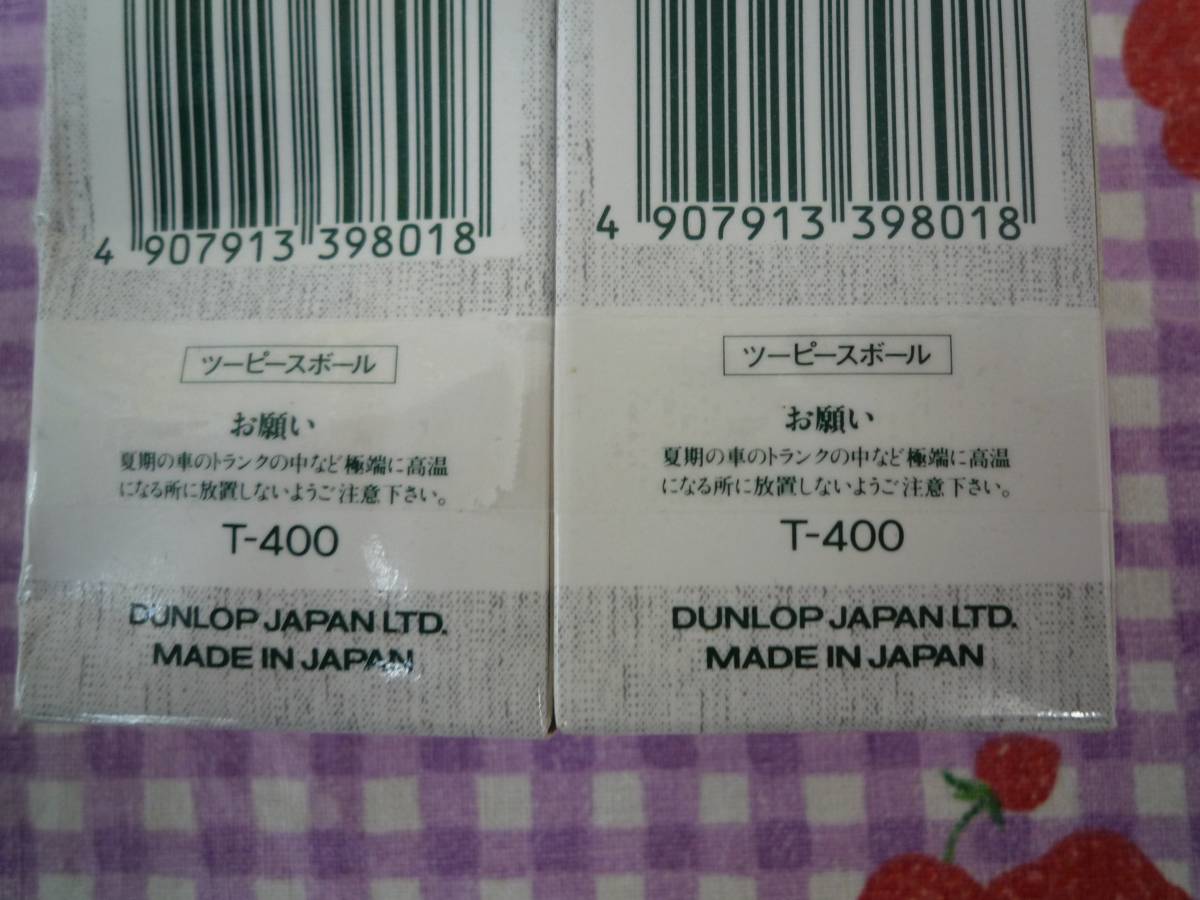 4 907913 398018
ツーピースボール
お願い
夏期の車のトランクの中など極端に高温
になる所に放置しないようご注意下さい。
T-400
DUNLOP JAPAN LTD.
MADE IN JAPAN
4 907913 398018
ツーピースボール
お願い
夏期の車のトランクの中など極端に高温
になる所に放置しないようご注意下さい。
T-400
DUNLOP JAPAN LTD.
MADE IN JAPAN